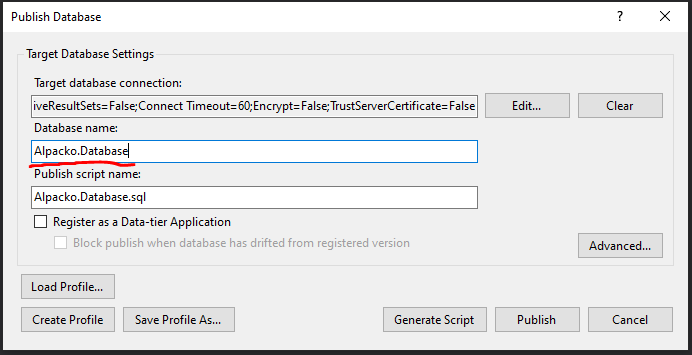 Publish Database
?
Target Database Settings
Target database connection:
iveResultSets=False;Connect Timeout=60;Encrypt=False;TrustServerCertificate=False
Edit...
Clear
Database name:
Alpacko.Database
Publish script name:
Alpacko.Database.sql
Register as a Data-tier Application
Block publish when database has drifted from registered version
Advanced...
Load Profile...
Create Profile
Save Profile As...
Generate Script
Publish
Cancel